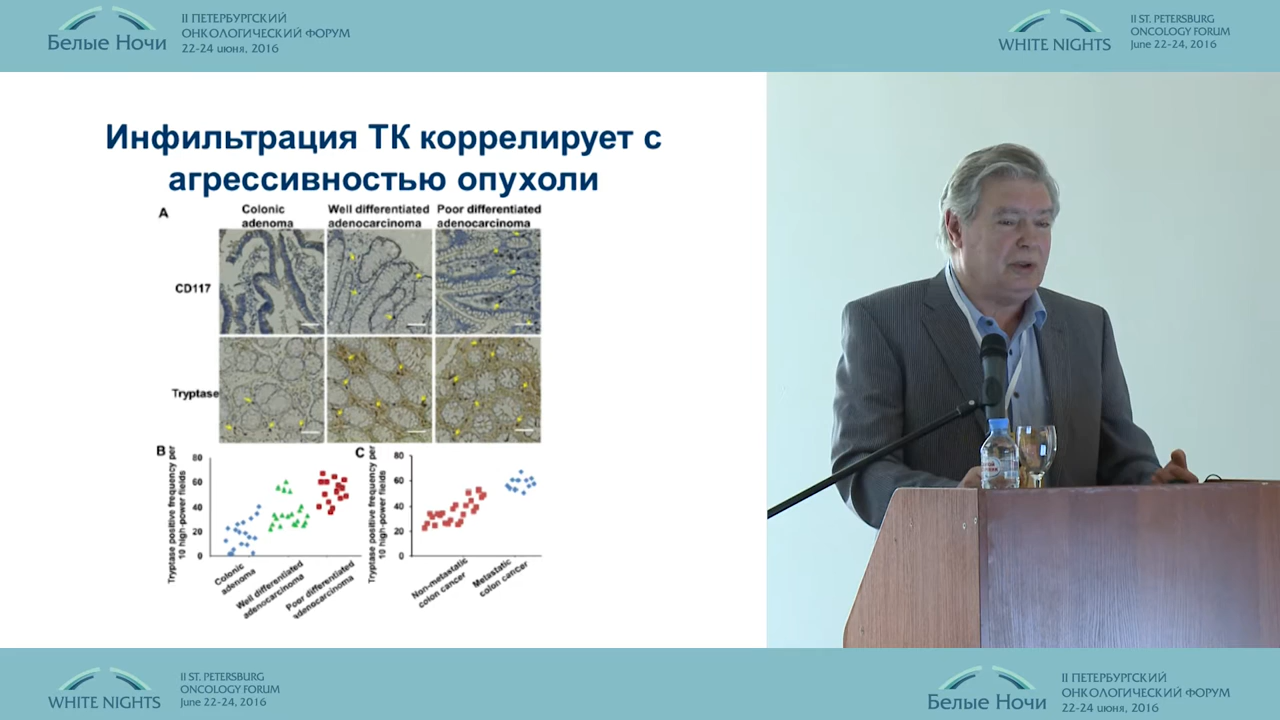 Белые Ночи
II ПЕТЕРБУРГСКИЙ
ОНКОЛОГИЧЕСКИЙ ФОРУМ
22-24 июня, 2016
WHITE NIGHTS
II ST. PETERSBURG
ONCOLOGY FORUM
June 22-24, 2016
Инфильтрация ТК коррелирует с
агрессивностью опухоли
A
Colonic
adenoma
Well differentiated
adenocarcinoma
Poor differentiated
adenocarcinoma
CD117
Tryptase
B
Tryptase positive frequency per
10 high-power fields
80
60
40
20
0
Colonic
adenoma
Well differentiated
adenocarcinoma
Poor differentiated
adenocarcinoma
C
Tryptase positive frequency per
10 high-power fields
80
60
40
20
0
Non-metastatic
colon cancer
Metastatic
colon cancer
WHITE NIGHTS
II ST. PETERSBURG
ONCOLOGY FORUM
June 22-24, 2016
Белые Ночи
II ПЕТЕРБУРГСКИЙ
ОНКОЛОГИЧЕСКИЙ ФОРУМ
22-24 июня, 2016